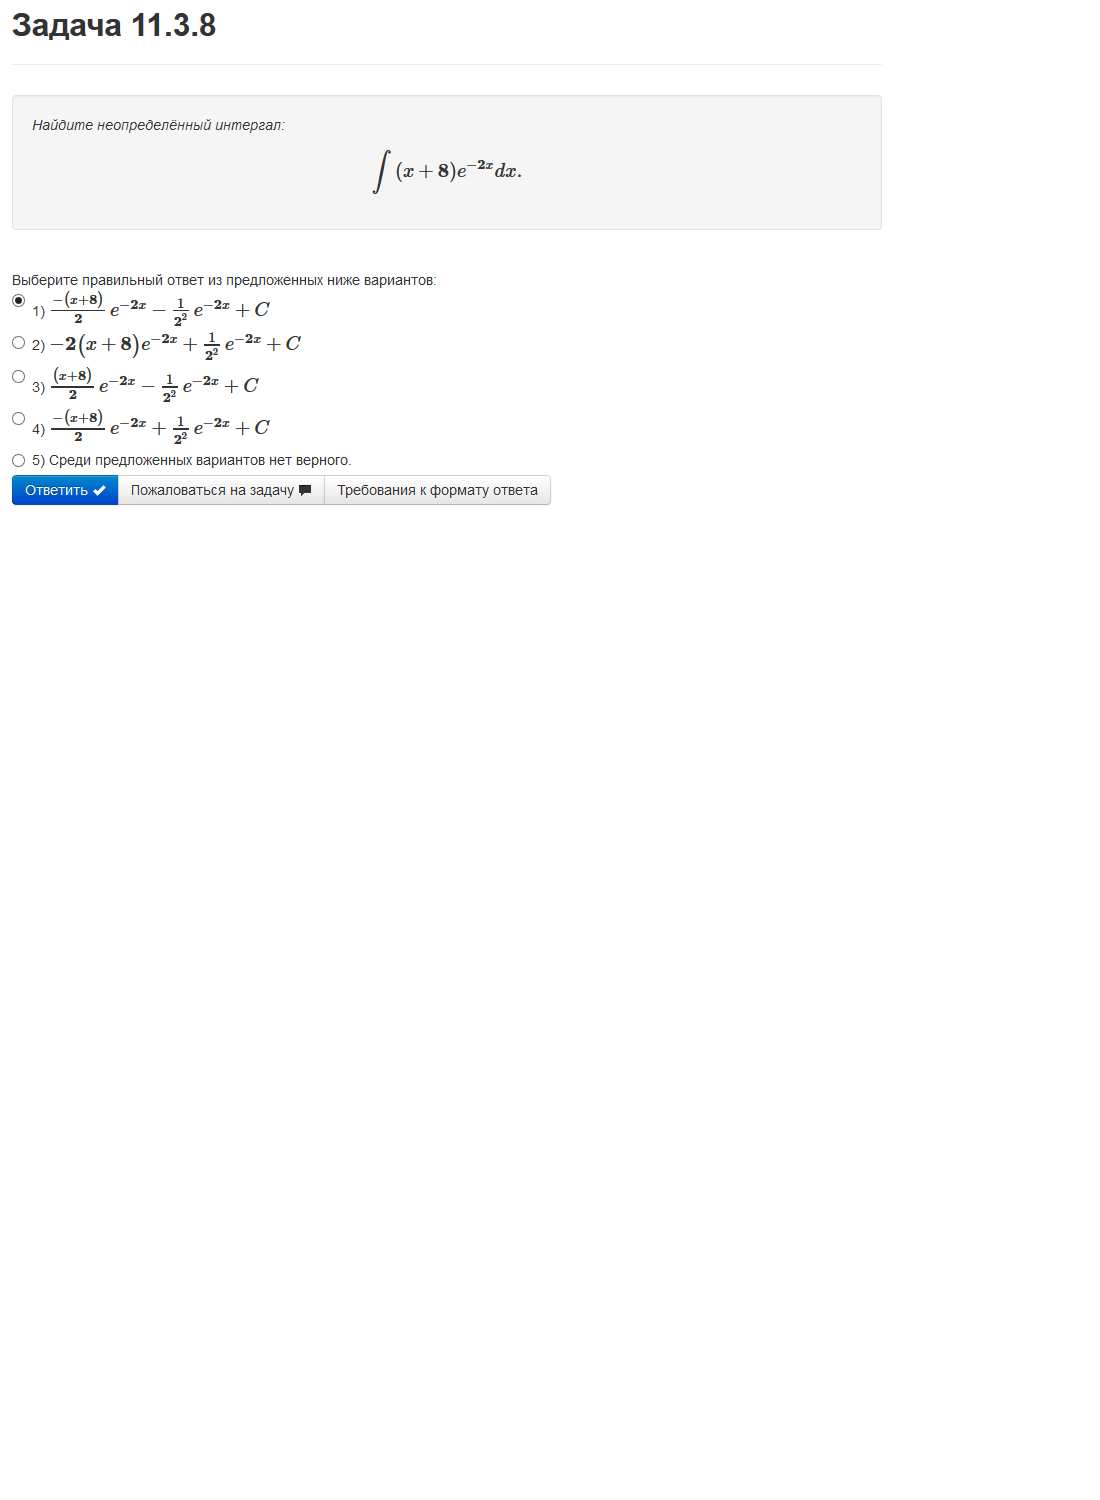 Задача 11.3.8
Найдите неопределённый интеграл:
∫ (x + 8)e^{−2x}dx.
Выберите правильный ответ из предложенных ниже вариантов:
1) \frac{−(x+8)}{2} e^{−2x} − \frac{1}{2^2} e^{−2x} + C
2) −2(x + 8)e^{−2x} + \frac{1}{2^2} e^{−2x} + C
3) \frac{(x+8)}{2} e^{−2x} − \frac{1}{2^2} e^{−2x} + C
4) \frac{−(x+8)}{2} e^{−2x} + \frac{1}{2^2} e^{−2x} + C
5) Среди предложенных вариантов нет верного.
Ответить Пожаловаться на задачу Требования к формату ответа